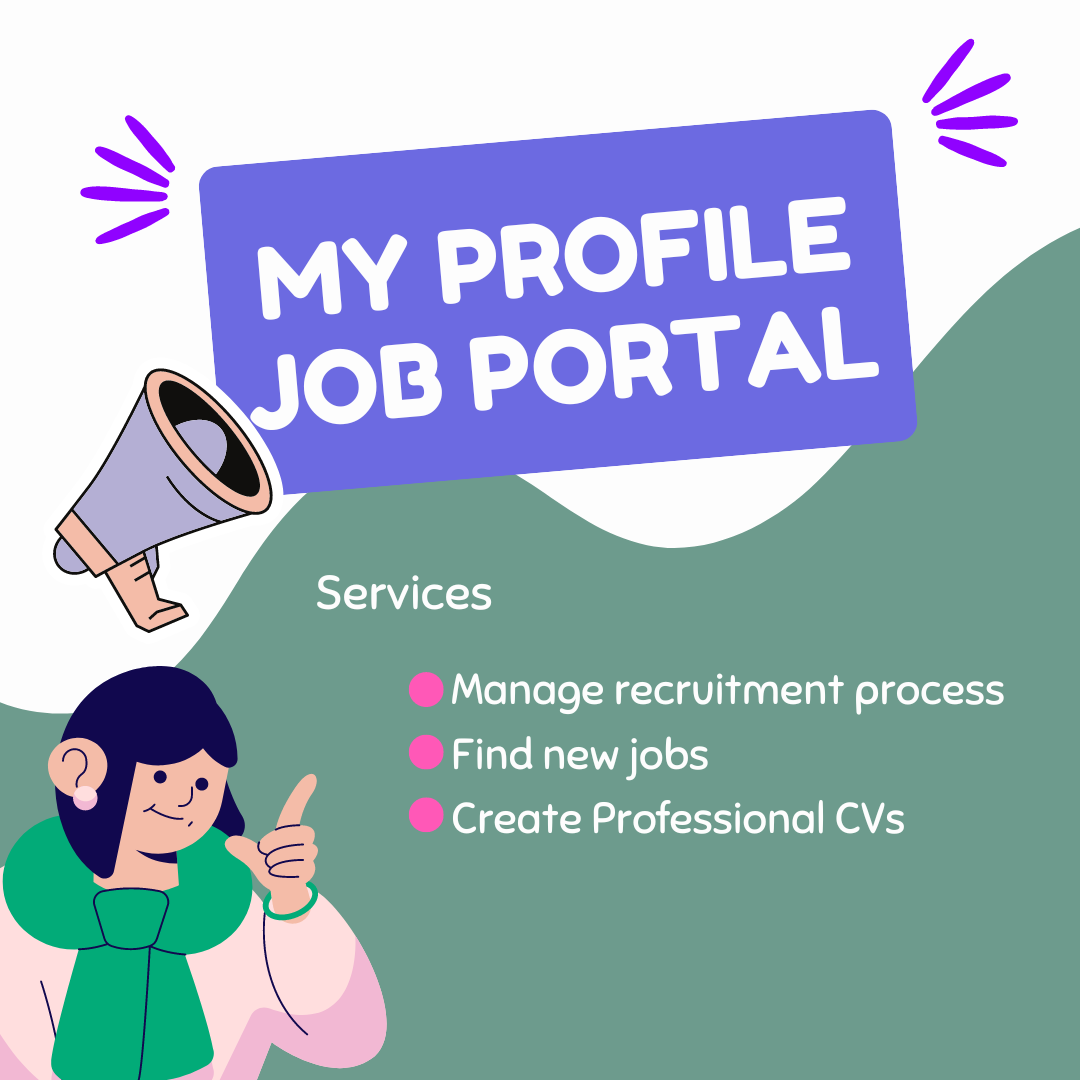 MY PROFILE
JOB PORTAL
Services
Manage recruitment process
Find new jobs
Create Professional CVs